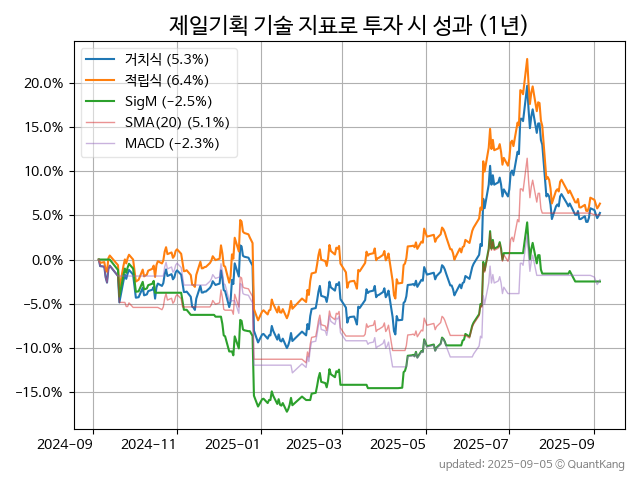 제일기획 기술 지표로 투자 시 성과 (1년)
거치식 (5.3%)
적립식 (6.4%)
SigM (−2.5%)
SMA(20) (5.1%)
MACD (−2.3%)
20.0%
15.0%
10.0%
5.0%
0.0%
−5.0%
−10.0%
−15.0%
2024-09 2024-11 2025-01 2025-03 2025-05 2025-07 2025-09
updated: 2025-09-05 © QuantKang